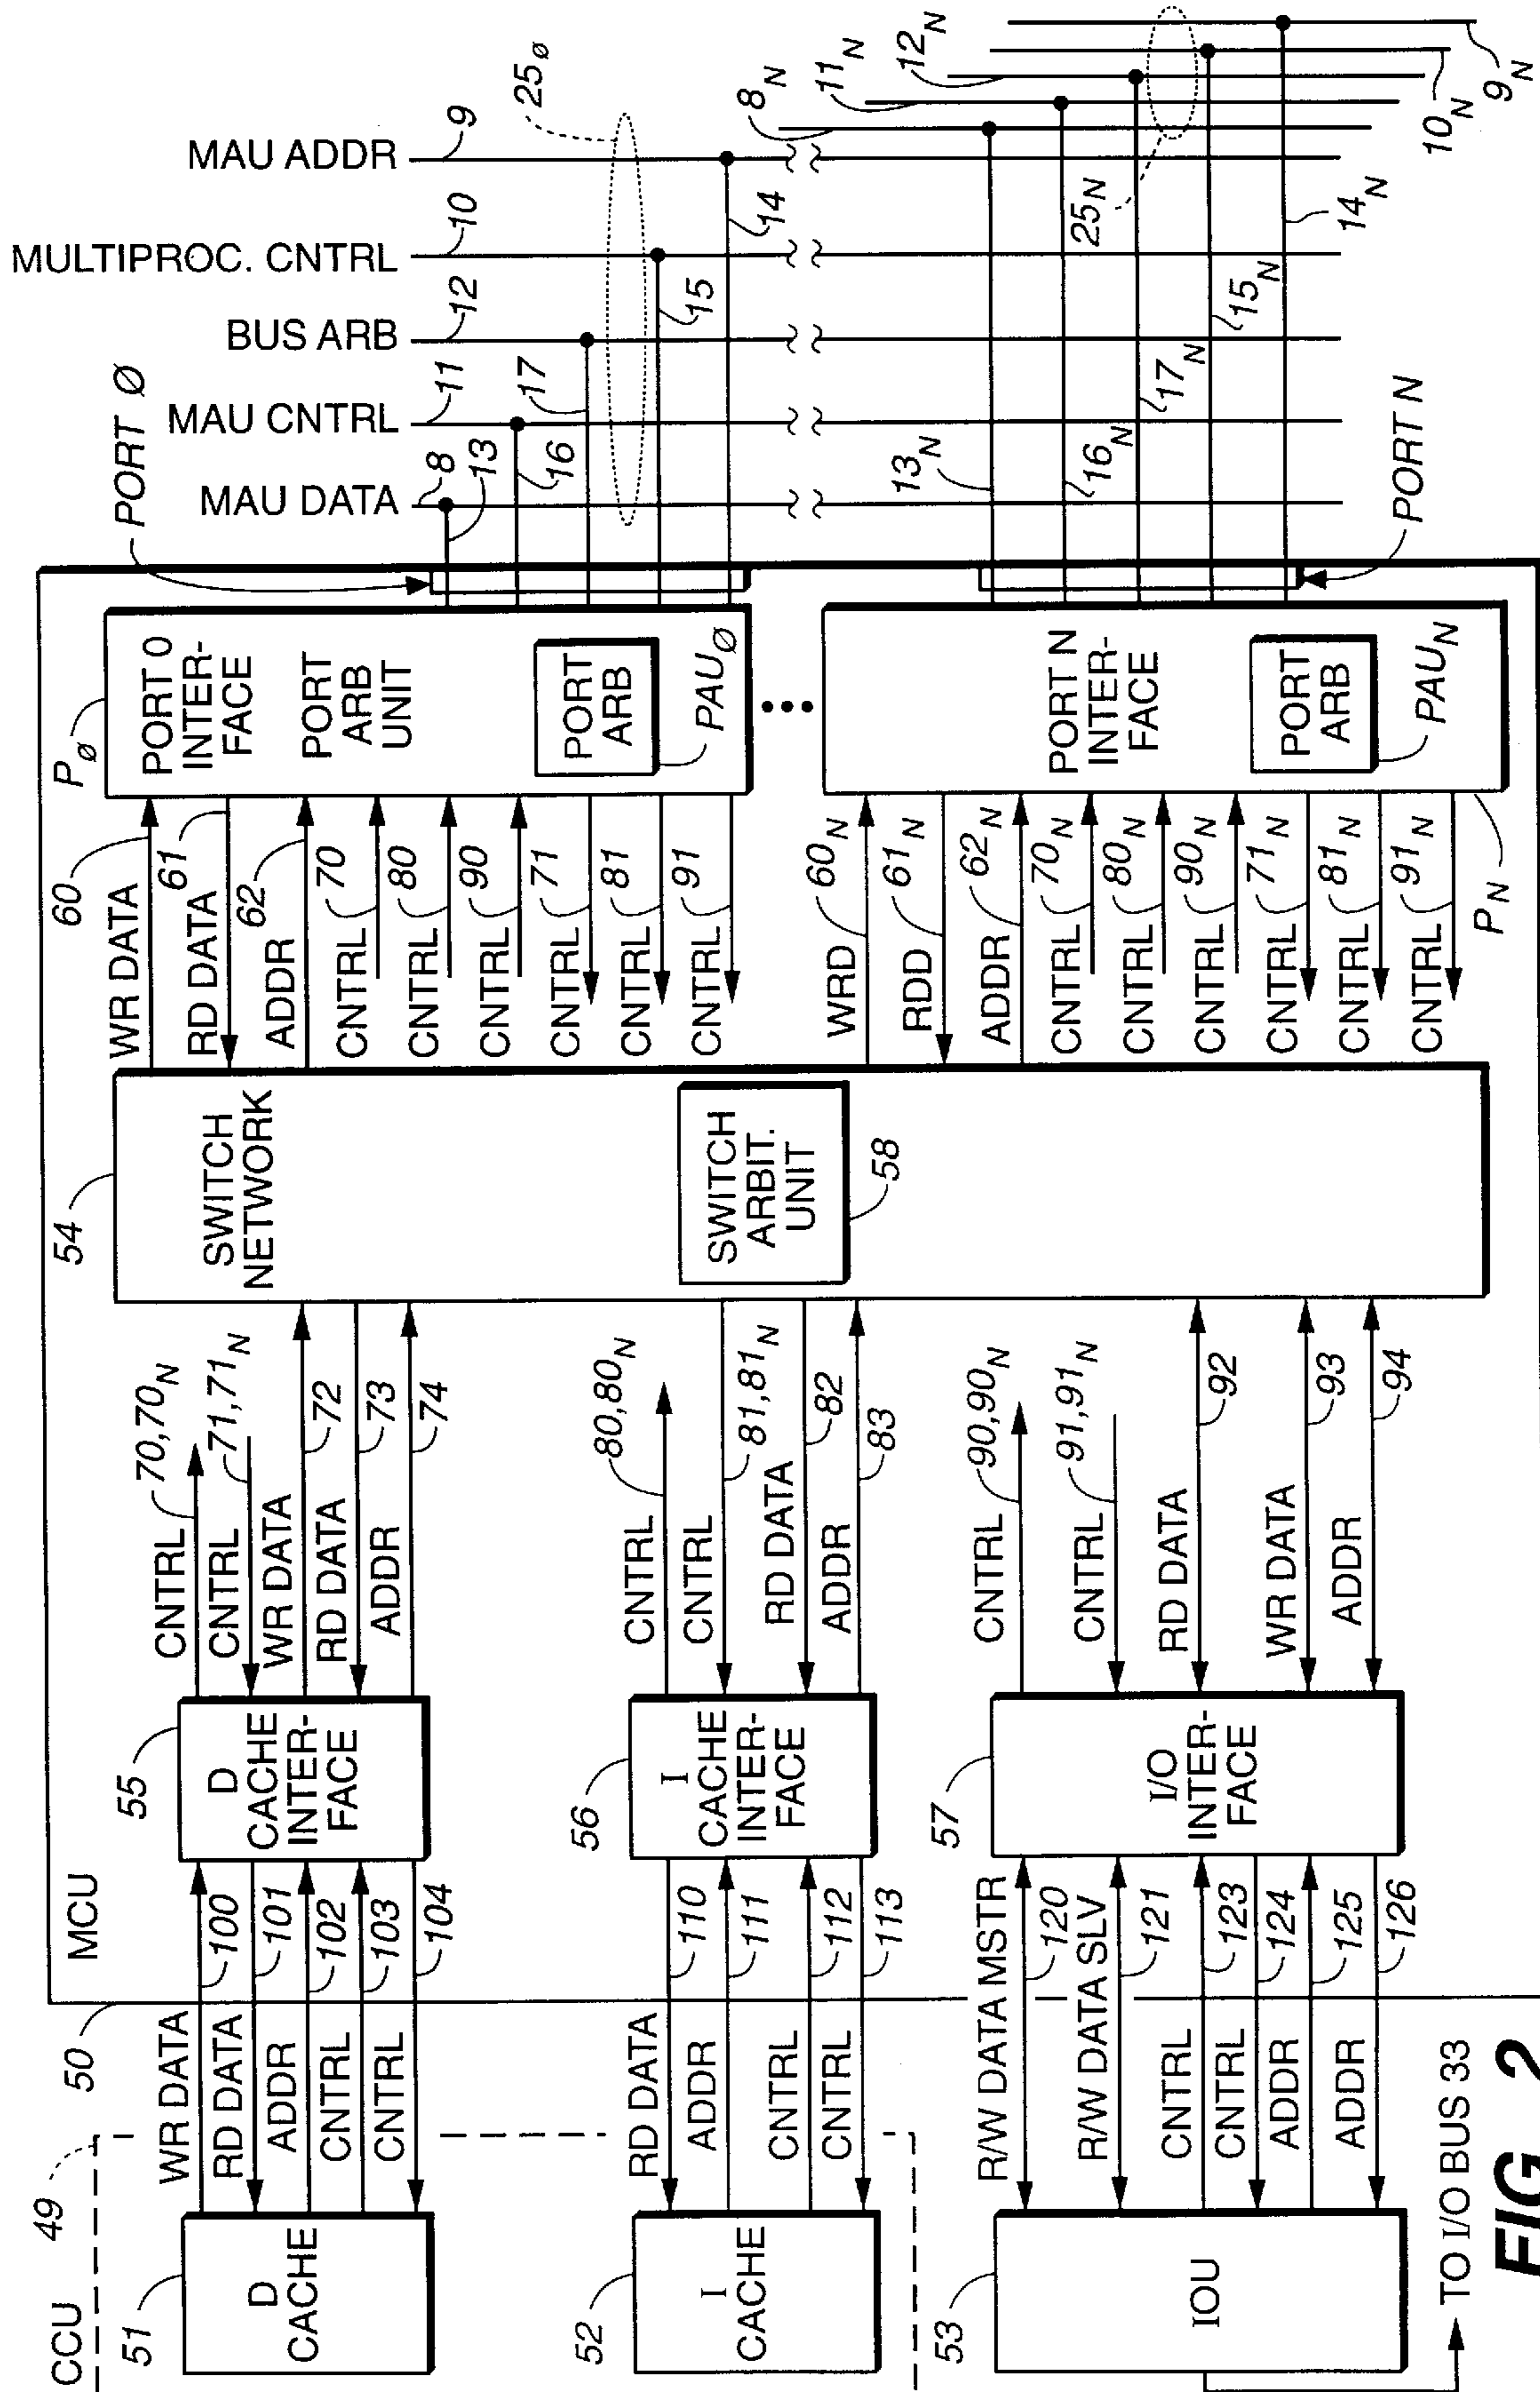 CCU
49
51
D
CACHE
52
I
CACHE
53
IOU
TO I/O BUS 33
WR DATA
RD DATA
ADDR
CNTRL
CNTRL
RD DATA
ADDR
CNTRL
CNTRL
R/W DATA MSTR
R/W DATA SLV
CNTRL
CNTRL
ADDR
ADDR
50
MCU
100
101
102
103
104
110
111
112
113
120
121
123
124
125
126
55
D
CACHE
INTER-
FACE
56
I
CACHE
INTER-
FACE
57
I/O
INTER-
FACE
CNTRL 70,70N
CNTRL 71,71N
WR DATA 72
RD DATA 73
ADDR 74
CNTRL 80,80N
CNTRL 81,81N
RD DATA 82
ADDR 83
CNTRL 90,90N
CNTRL 91,91N
RD DATA 92
WR DATA 93
ADDR 94
54
SWITCH
NETWORK
SWITCH
ARBIT.
UNIT
58
WR DATA 60
RD DATA 61
ADDR 62
CNTRL 70
CNTRL 80
CNTRL 90
CNTRL 71
CNTRL 81
CNTRL 91
WRD 60N
RDD 61N
ADDR 62N
CNTRL 70N
CNTRL 80N
CNTRL 90N
CNTRL 71N
CNTRL 81N
CNTRL 91N
Pø
PORT 0
INTER-
FACE
PORT
ARB
UNIT
PORT
ARB
PAUø
PORT N
INTER-
FACE
PORT
ARB
PAUN
PN
PORT Ø
PORT N
MAU DATA 8
MAU CNTRL 11
BUS ARB 12
MULTIPROC. CNTRL 10
MAU ADDR 9
13
16
17
15
14
25ø
13N
16N
17N
15N
14N
25N
8N
11N
12N
10N
9N
FIG_2